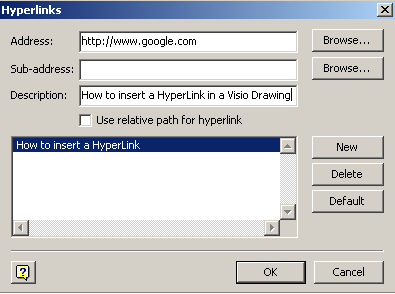 Hyperlinks
Address: http://www.google.com Browse...
Sub-address: Browse...
Description: How to insert a HyperLink in a Visio Drawing
Use relative path for hyperlink
How to insert a HyperLink New
Delete
Default
? OK Cancel